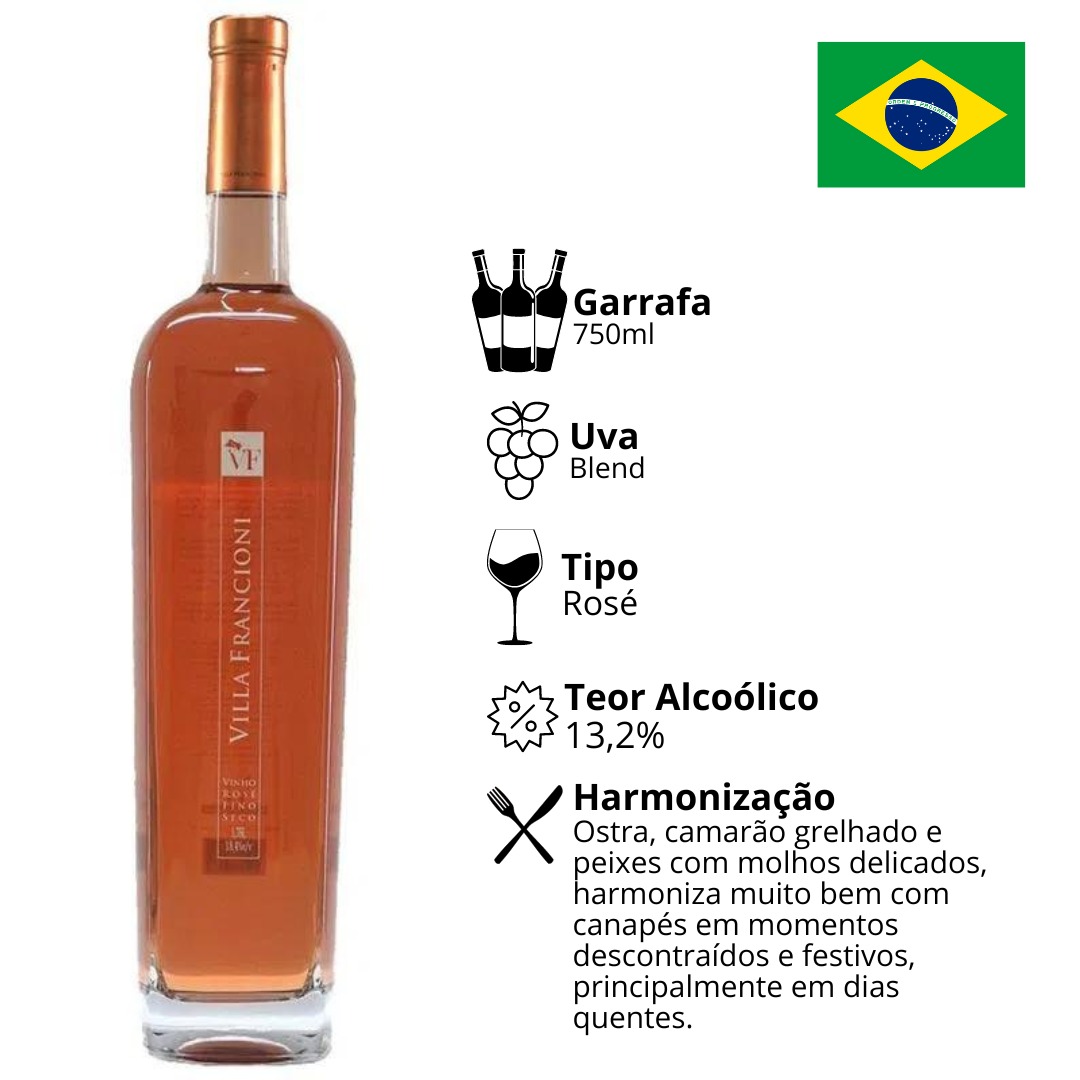 ORDEM E PROGRESSO
Garrafa
750ml
Uva
Blend
Tipo
Rosé
Teor Alcoólico
13,2%
Harmonização
Ostra, camarão grelhado e
peixes com molhos delicados,
harmoniza muito bem com
canapés em momentos
descontraídos e festivos,
principalmente em dias
quentes.
VF
VILLA FRANCIONI
VINHO
ROSÉ
FINO
SECO